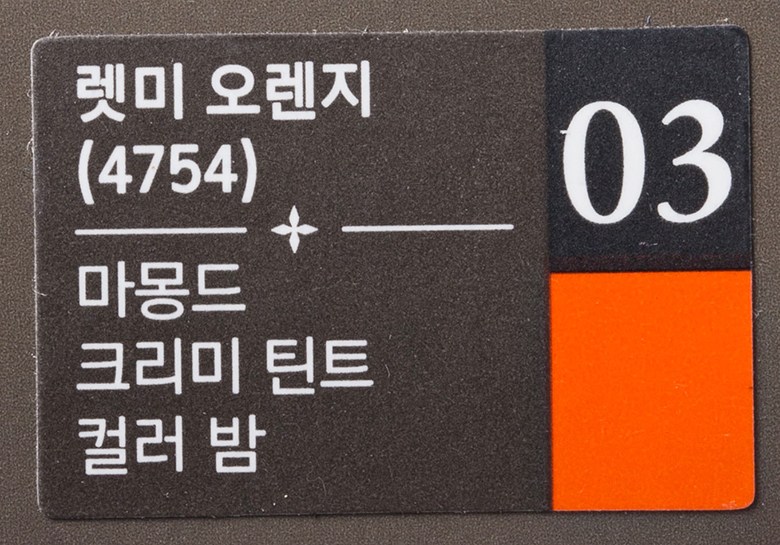 렛미 오렌지
(4754)
마몽드
크리미 틴트
컬러 밤
03